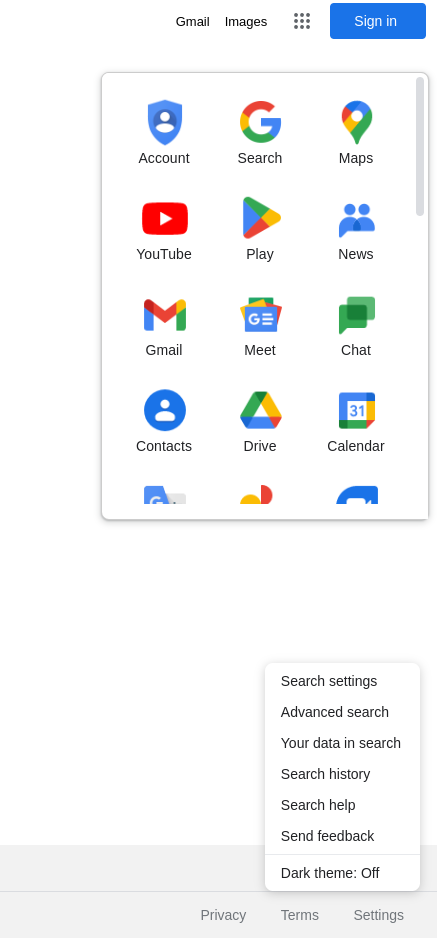 Gmail Images Sign in
Account Search Maps
YouTube Play News
Gmail Meet Chat
31
Contacts Drive Calendar
G
Search settings
Advanced search
Your data in search
Search history
Search help
Send feedback
Dark theme: Off
Privacy Terms Settings